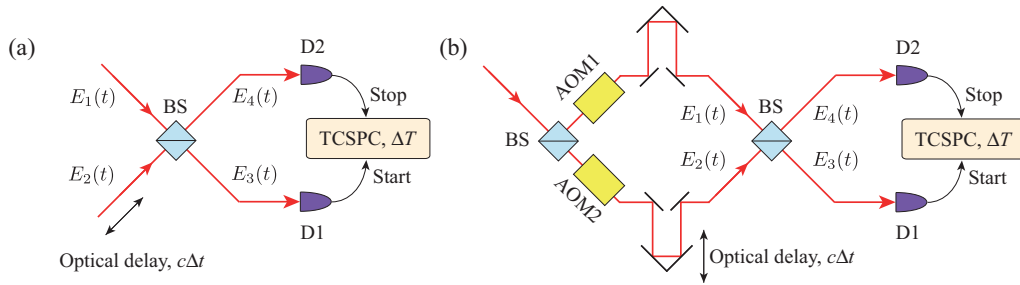 (a)
D2
E₁(t)
BS
E₄(t)
Stop
TCSPC, ΔT
E₂(t)
E₃(t)
Start
D1
Optical delay, cΔt
(b)
AOM1
D2
E₁(t)
BS
E₄(t)
Stop
BS
TCSPC, ΔT
E₂(t)
E₃(t)
Start
AOM2
D1
Optical delay, cΔt